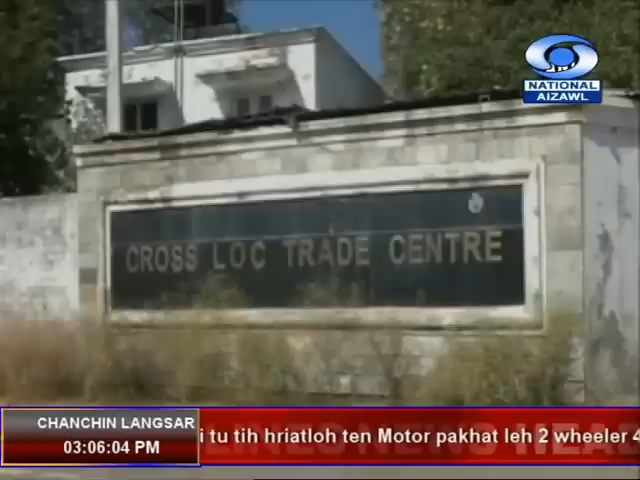 NATIONAL
AIZAWL
CROSS LOC TRADE CENTRE
CHANCHIN LANGSAR
i tu tih hriatloh ten Motor pakhat leh 2 wheeler 4
03:06:04 PM